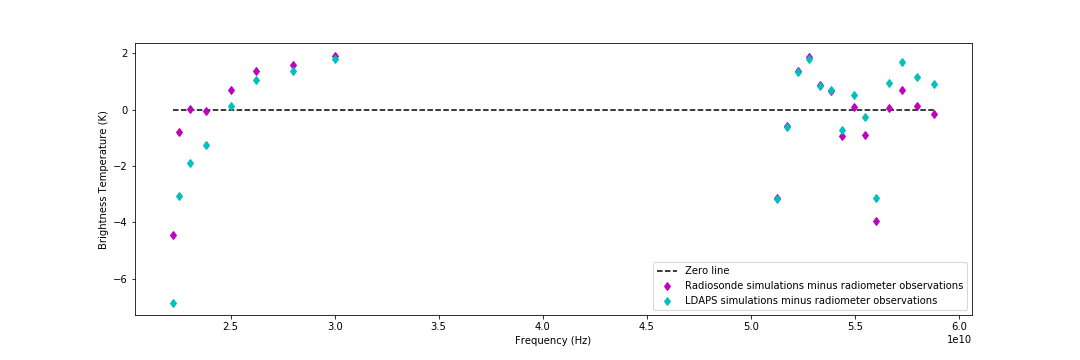 2
0
−2
−4
−6
Brightness Temperature (K)
Zero line
Radiosonde simulations minus radiometer observations
LDAPS simulations minus radiometer observations
2.5 3.0 3.5 4.0 4.5 5.0 5.5 6.0
1e10
Frequency (Hz)